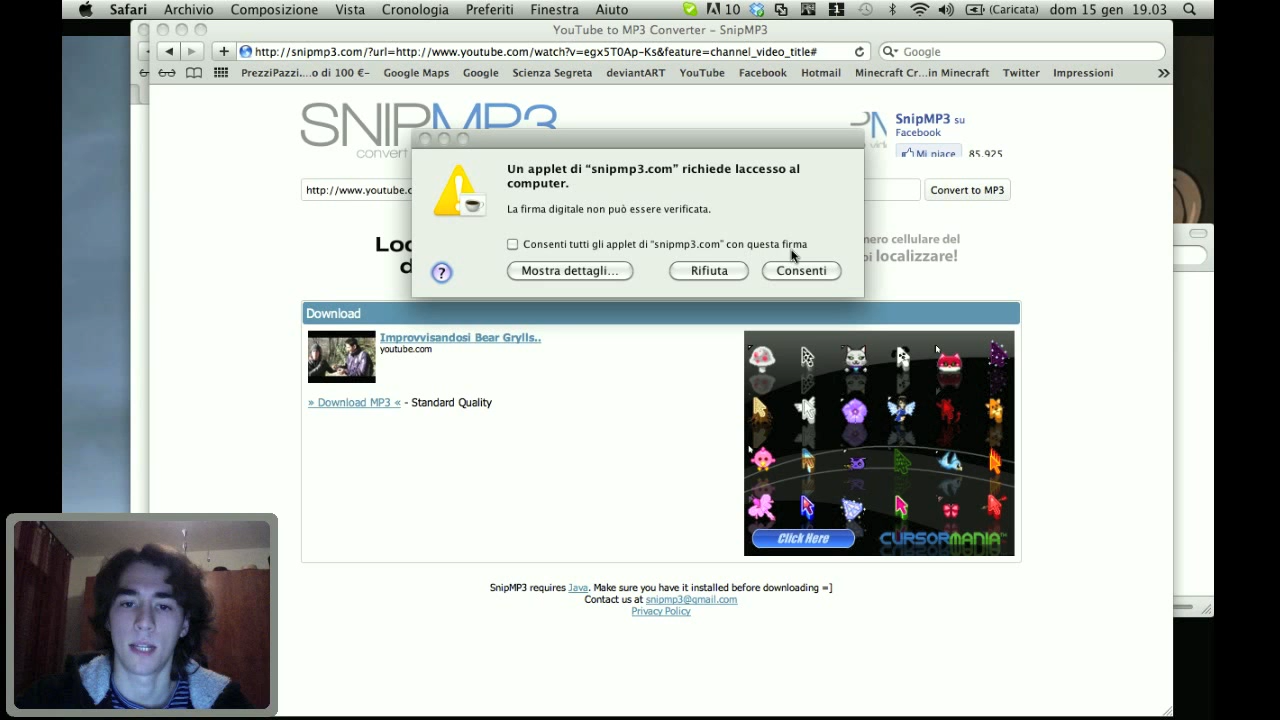 Safari Archivio Composizione Vista Cronologia Preferiti Finestra Aiuto 10 (Caricata) dom 15 gen 19.03
YouTube to MP3 Converter – SnipMP3
http://snipmp3.com/?url=http://www.youtube.com/watch?v=egx5T0Ap-Ks&feature=channel_video_title#
Google
PrezziPazzi....o di 100 €– Google Maps Google Scienza Segreta deviantART YouTube Facebook Hotmail Minecraft Cr...in Minecraft Twitter Impressioni
SNIPMP3
convert
SnipMP3 su
Facebook
Mi piace 85.925
Un applet di “snipmp3.com” richiede laccesso al
computer.
La firma digitale non può essere verificata.
Consenti tutti gli applet di “snipmp3.com” con questa firma
? Mostra dettagli... Rifiuta Consenti
http://www.youtube.c
Convert to MP3
Loc
d
nero cellulare del
oi localizzare!
Download
Improvvisandosi Bear Grylls..
youtube.com
» Download MP3 « - Standard Quality
Click Here
CURSORMANIA™
SnipMP3 requires Java. Make sure you have it installed before downloading =]
Contact us at snipmp3@gmail.com
Privacy Policy